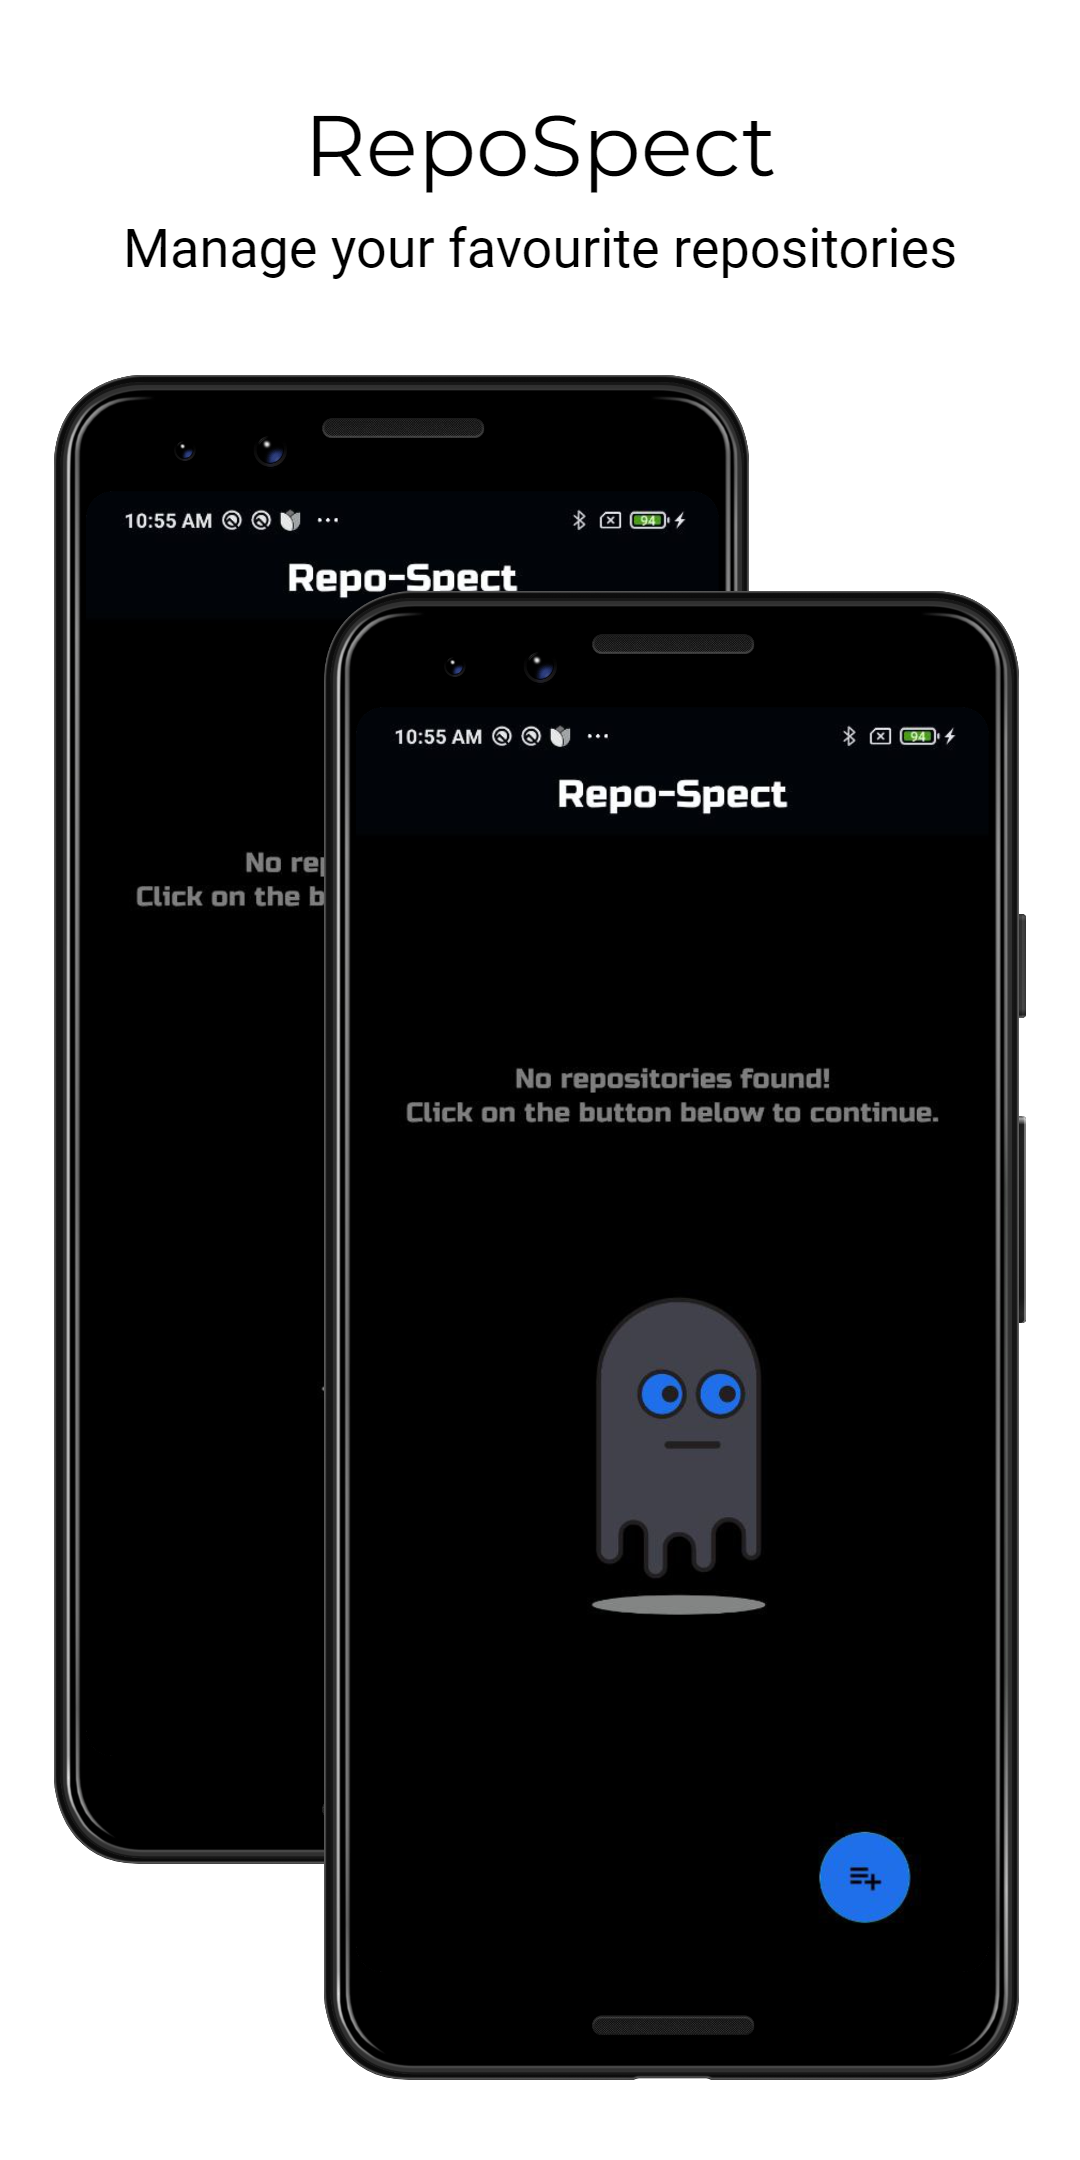 RepoSpect
Manage your favourite repositories
10:55 AM
94
Repo-Spect
No rep
Click on the b
10:55 AM
94
Repo-Spect
No repositories found!
Click on the button below to continue.